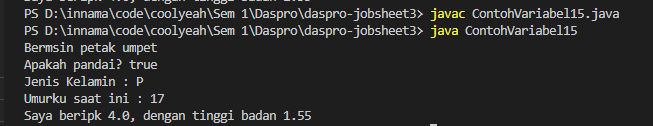 PS D:\innama\code\coolyeah\Sem 1\Daspro\daspro-jobsheet3> javac ContohVariabel15.java
PS D:\innama\code\coolyeah\Sem 1\Daspro\daspro-jobsheet3> java ContohVariabel15
Bermsin petak umpet
Apakah pandai? true
Jenis Kelamin : P
Umurku saat ini : 17
Saya beripk 4.0, dengan tinggi badan 1.55